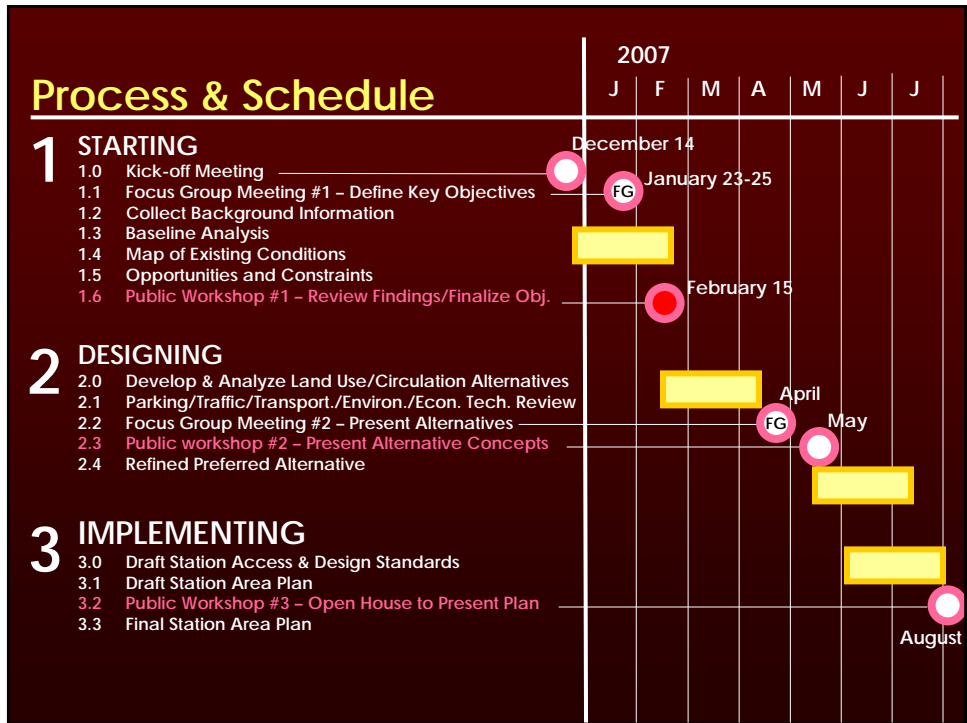 2007
Process & Schedule
J F M A M J J
1 STARTING
December 14
1.0 Kick-off Meeting
1.1 Focus Group Meeting #1 – Define Key Objectives
FG
January 23-25
1.2 Collect Background Information
1.3 Baseline Analysis
1.4 Map of Existing Conditions
1.5 Opportunities and Constraints
1.6 Public Workshop #1 – Review Findings/Finalize Obj.
February 15
2 DESIGNING
2.0 Develop & Analyze Land Use/Circulation Alternatives
2.1 Parking/Traffic/Transport./Environ./Econ. Tech. Review
April
2.2 Focus Group Meeting #2 – Present Alternatives
FG
May
2.3 Public workshop #2 – Present Alternative Concepts
2.4 Refined Preferred Alternative
3 IMPLEMENTING
3.0 Draft Station Access & Design Standards
3.1 Draft Station Area Plan
3.2 Public Workshop #3 – Open House to Present Plan
3.3 Final Station Area Plan
August